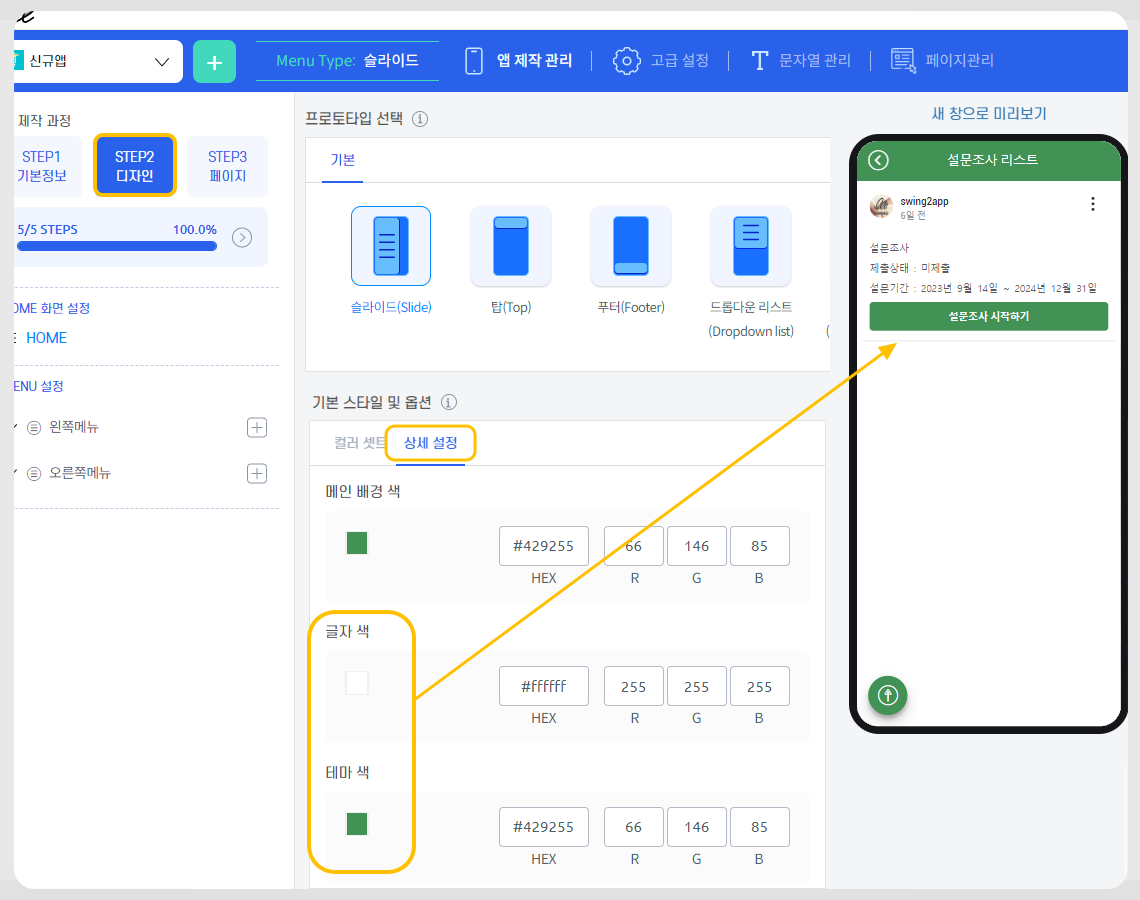 신규앱
+
Menu Type: 슬라이드
앱 제작 관리
고급 설정
문자열 관리
페이지관리
제작 과정
STEP1
기본정보
STEP2
디자인
STEP3
페이지
5/5 STEPS
100.0%
OME 화면 설정
HOME
ENU 설정
왼쪽메뉴
오른쪽메뉴
프로토타입 선택
기본
슬라이드(Slide)
탑(Top)
푸터(Footer)
드롭다운 리스트
(Dropdown list)
(
기본 스타일 및 옵션
컬러 셋트
상세 설정
메인 배경 색
#429255
66
146
85
HEX
R
G
B
글자 색
#ffffff
255
255
255
HEX
R
G
B
테마 색
#429255
66
146
85
HEX
R
G
B
새 창으로 미리보기
설문조사 리스트
swing2app
6일 전
설문조사
제출상태 : 미제출
설문기간 : 2023년 9월 14일 ~ 2024년 12월 31일
설문조사 시작하기